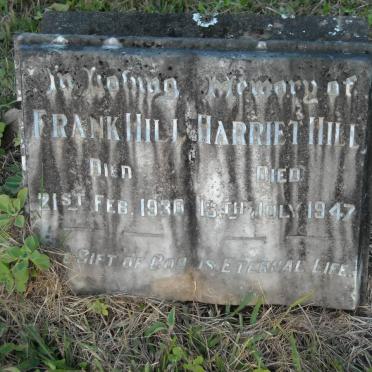 In Loving Memory of
FRANK HILL HARRIET HILL
DIED DIED
21ST FEB. 1936 15TH JULY 1947
GIFT OF GOD IS ETERNAL LIFE.